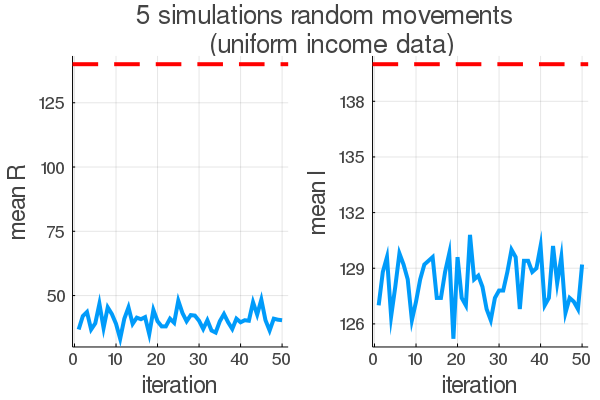 5 simulations random movements
(uniform income data)
mean R
125
100
75
50
0 10 20 30 40 50
iteration
mean I
138
135
132
129
126
0 10 20 30 40 50
iteration